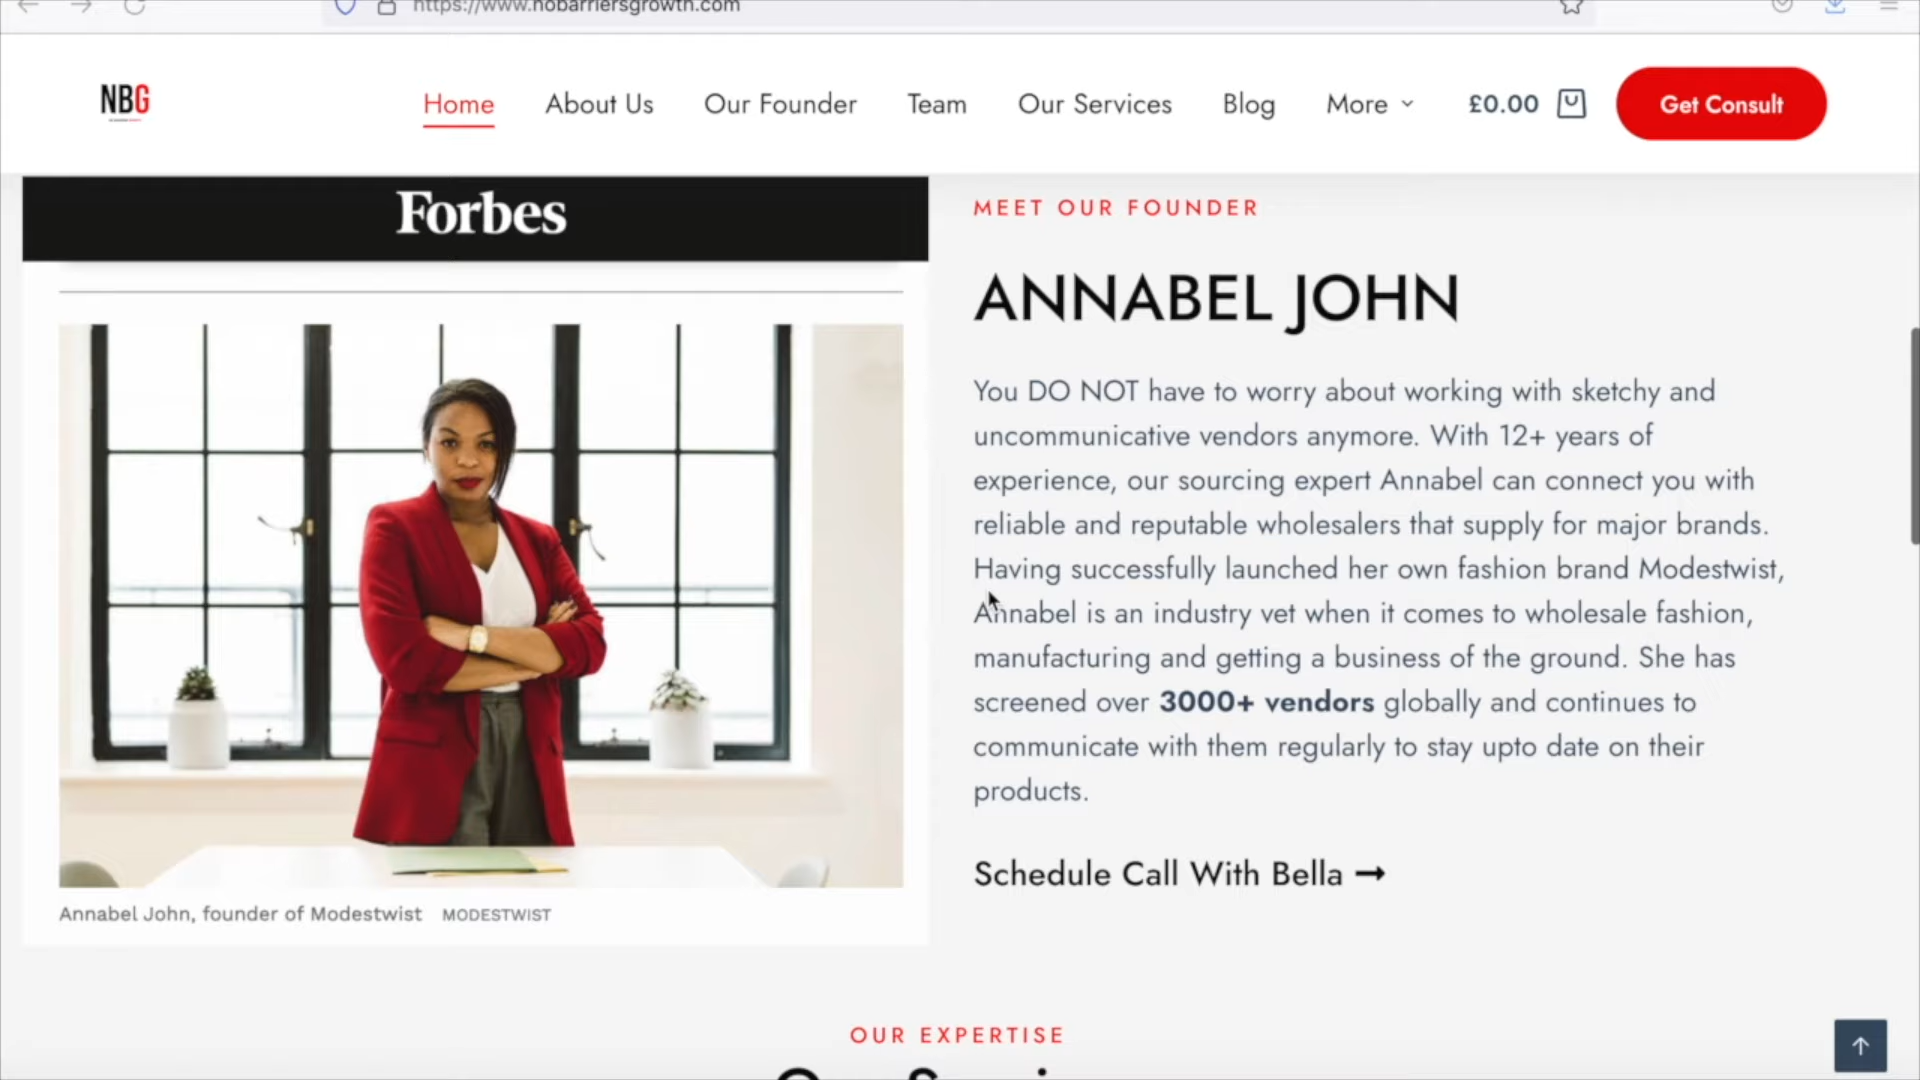 https://www.nobarriersgrowth.com
NBG
Home
About Us
Our Founder
Team
Our Services
Blog
More
£0.00
Get Consult
Forbes
Annabel John, founder of Modestwist MODESTWIST
MEET OUR FOUNDER
ANNABEL JOHN
You DO NOT have to worry about working with sketchy and
uncommunicative vendors anymore. With 12+ years of
experience, our sourcing expert Annabel can connect you with
reliable and reputable wholesalers that supply for major brands.
Having successfully launched her own fashion brand Modestwist,
Annabel is an industry vet when it comes to wholesale fashion,
manufacturing and getting a business of the ground. She has
screened over 3000+ vendors globally and continues to
communicate with them regularly to stay upto date on their
products.
Schedule Call With Bella →
OUR EXPERTISE